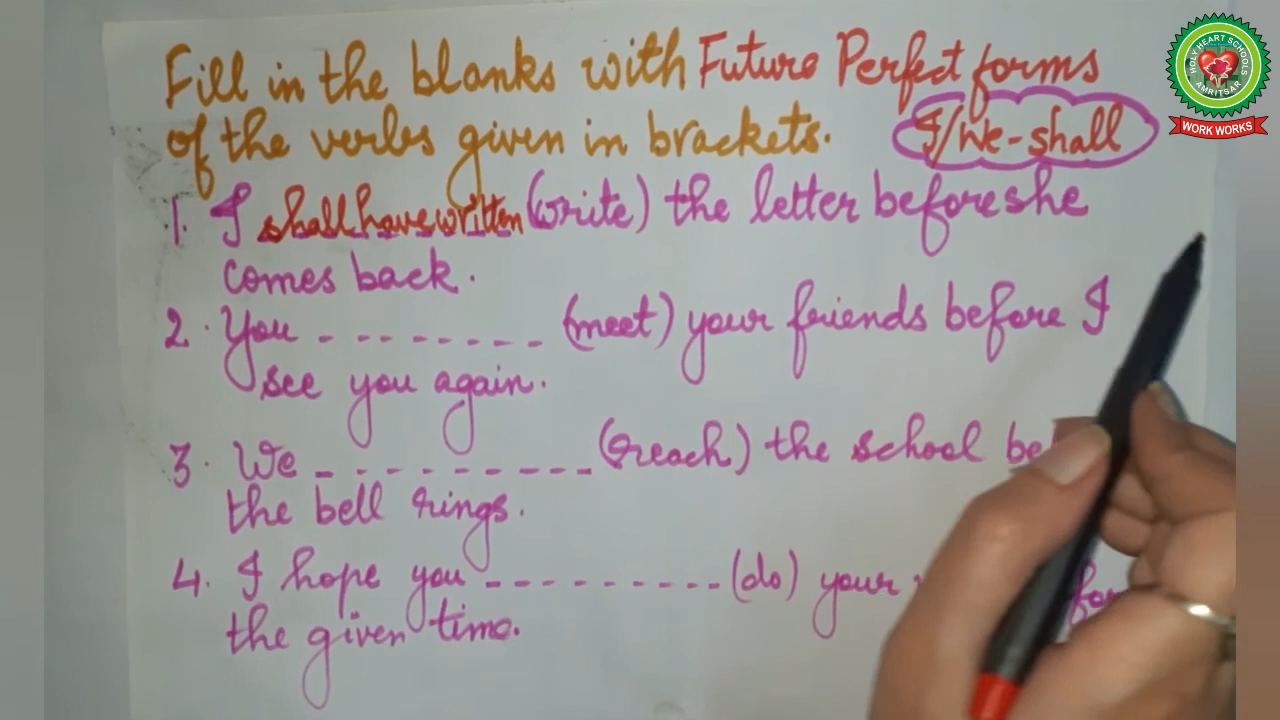 Fill in the blanks with Future Perfect forms
of the verbs given in brackets. I/We - shall
1. I shall have written (write) the letter before she
comes back.
2. You - - - - - - - - (meet) your friends before I
see you again.
3. We - - - - - - - - - - (reach) the school be
the bell rings.
4. I hope you - - - - - - - - - - (do) your
the given time.
HOLY HEART SCHOOLS
AMRITSAR
WORK WORKS